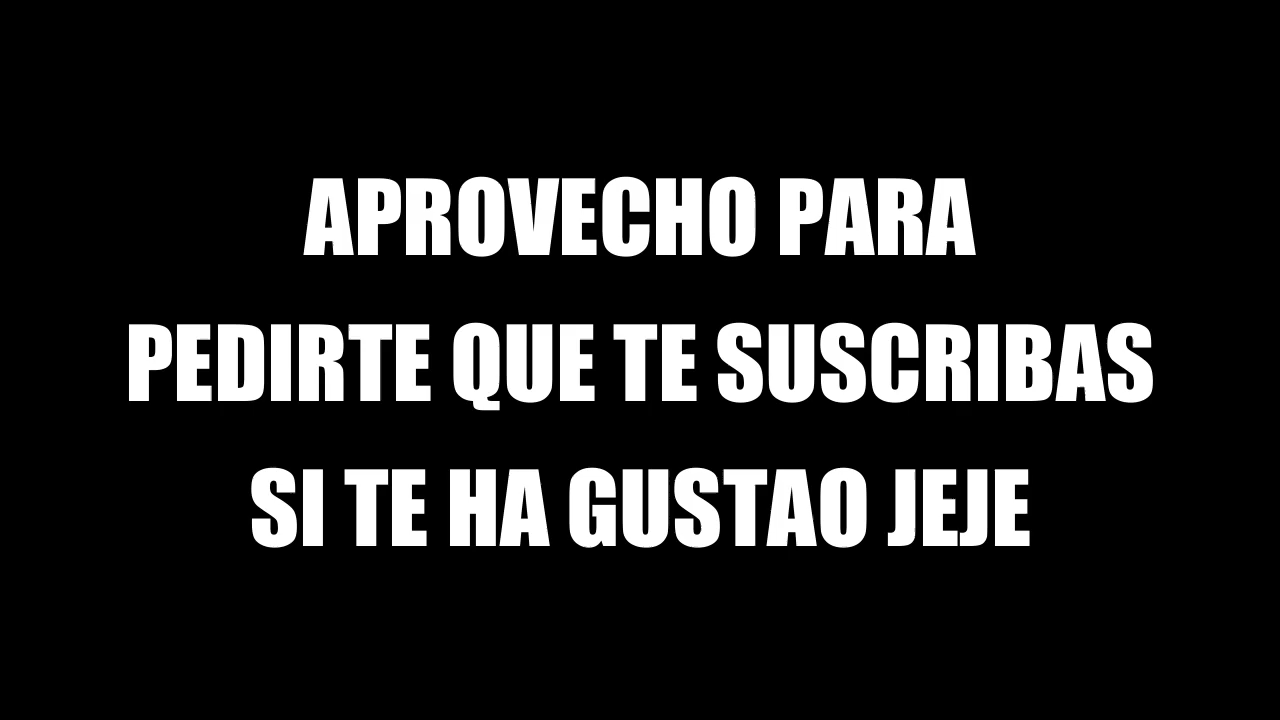 APROVECHO PARA
PEDIRTE QUE TE SUSCRIBAS
SI TE HA GUSTAO JEJE